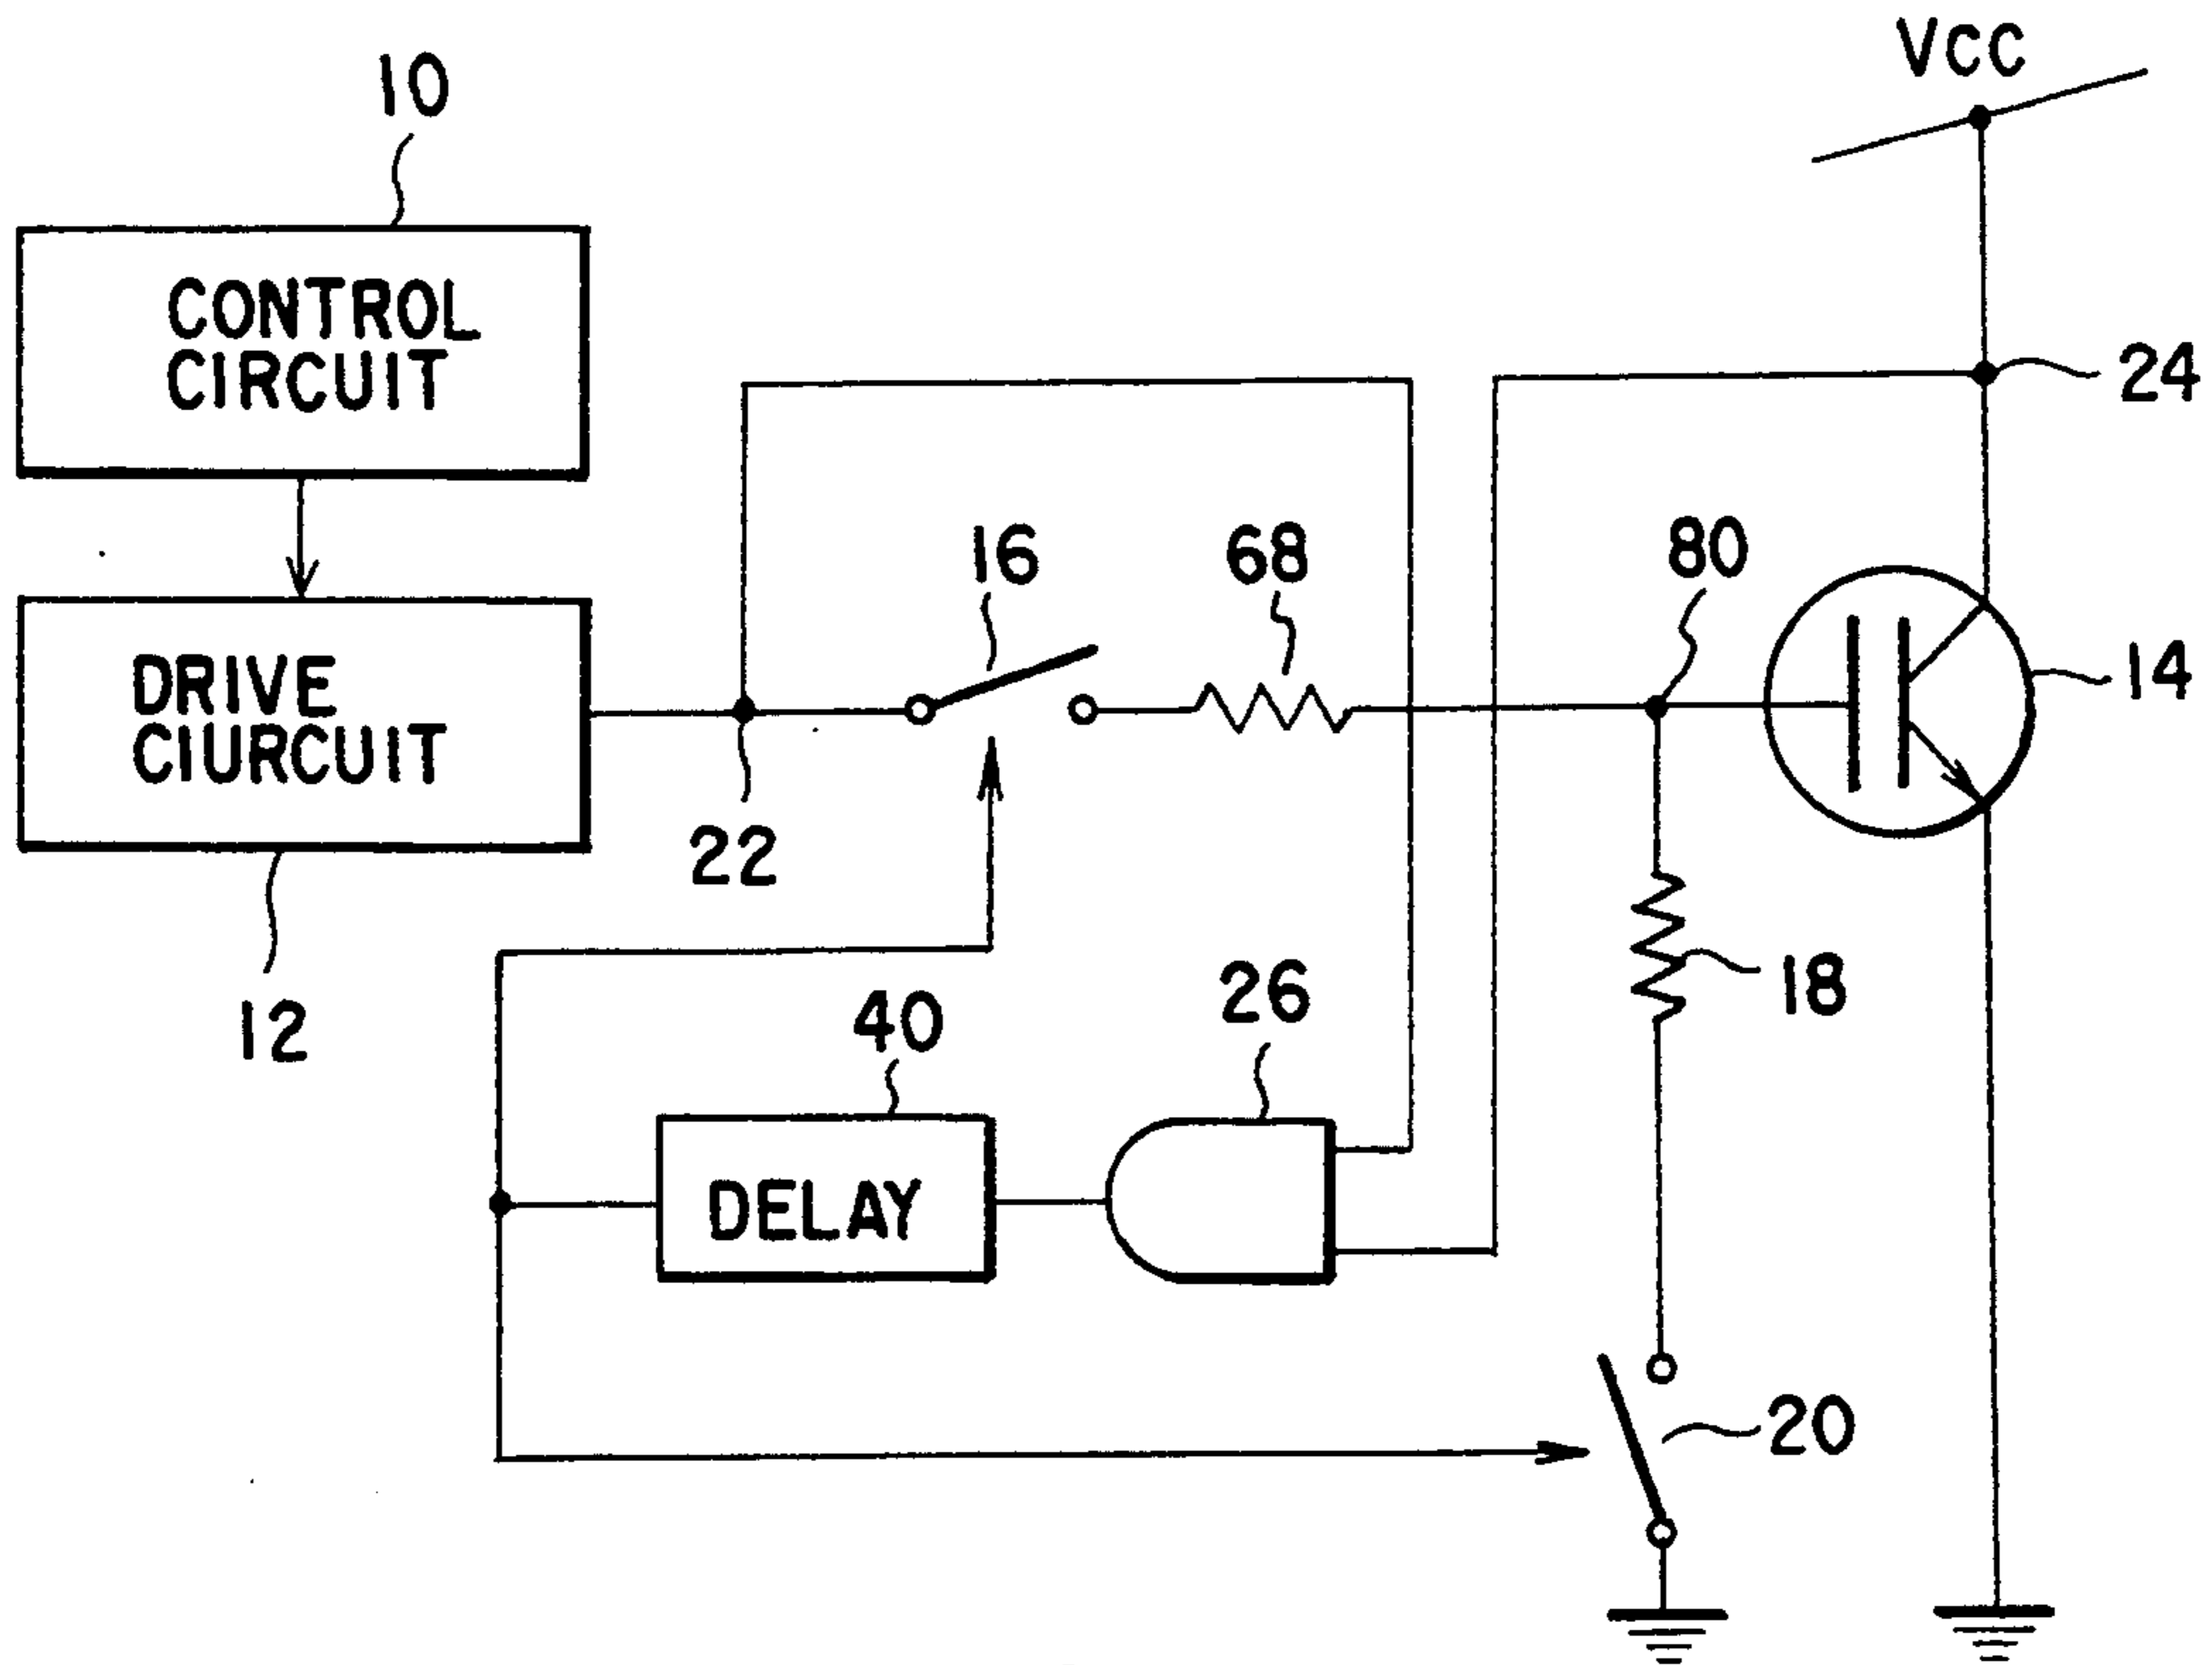 VCC
10
CONTROL
CIRCUIT
24
16
68
80
DRIVE
CIURCUIT
14
22
18
12
40
26
DELAY
20